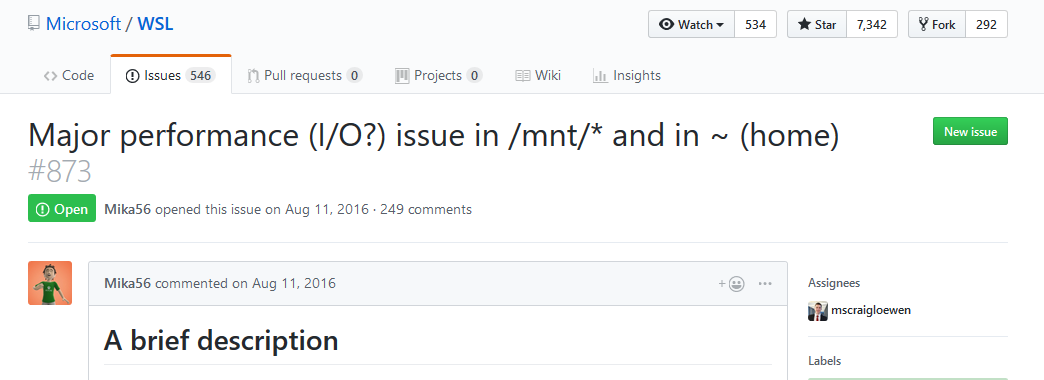 Microsoft / WSL
Watch 534 Star 7,342 Fork 292
Code Issues 546 Pull requests 0 Projects 0 Wiki Insights
Major performance (I/O?) issue in /mnt/* and in ~ (home)
#873
New issue
Open Mika56 opened this issue on Aug 11, 2016 · 249 comments
Mika56 commented on Aug 11, 2016
A brief description
Assignees
mscraigloewen
Labels